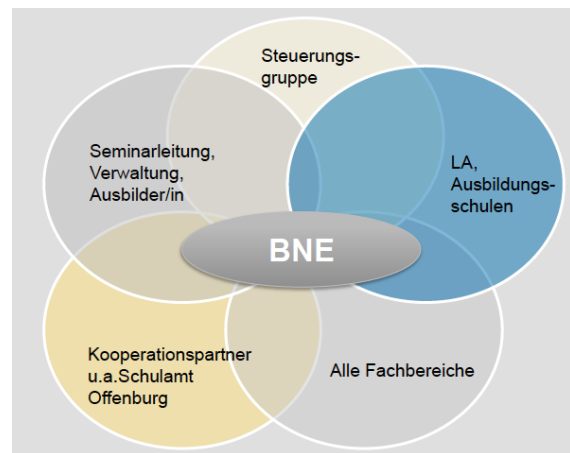 Steuerungs-
gruppe
Seminarleitung,
Verwaltung,
Ausbilder/in
LA,
Ausbildungs-
schulen
BNE
Kooperationspartner
u.a.Schulamt
Offenburg
Alle Fachbereiche